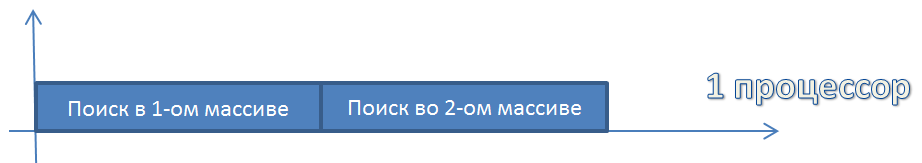 Поиск в 1-ом массиве
Поиск во 2-ом массиве
1 процессор